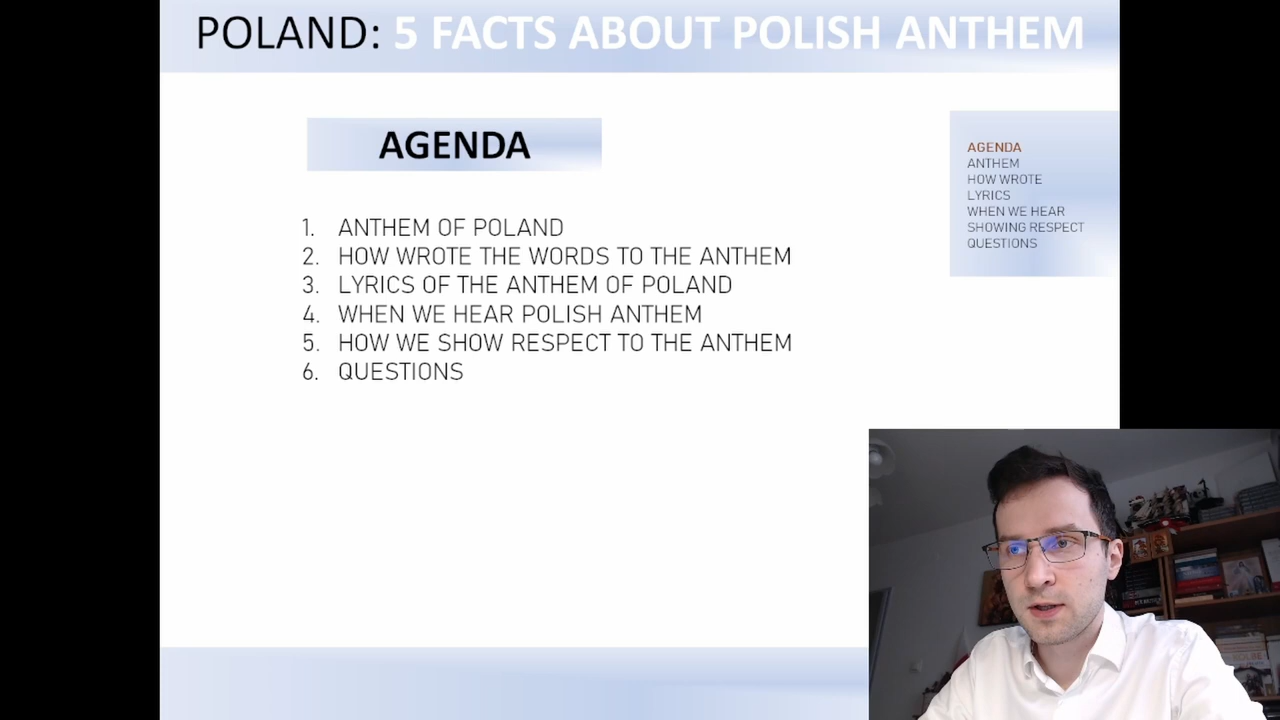 POLAND: 5 FACTS ABOUT POLISH ANTHEM
AGENDA
1. ANTHEM OF POLAND
2. HOW WROTE THE WORDS TO THE ANTHEM
3. LYRICS OF THE ANTHEM OF POLAND
4. WHEN WE HEAR POLISH ANTHEM
5. HOW WE SHOW RESPECT TO THE ANTHEM
6. QUESTIONS
AGENDA
ANTHEM
HOW WROTE
LYRICS
WHEN WE HEAR
SHOWING RESPECT
QUESTIONS